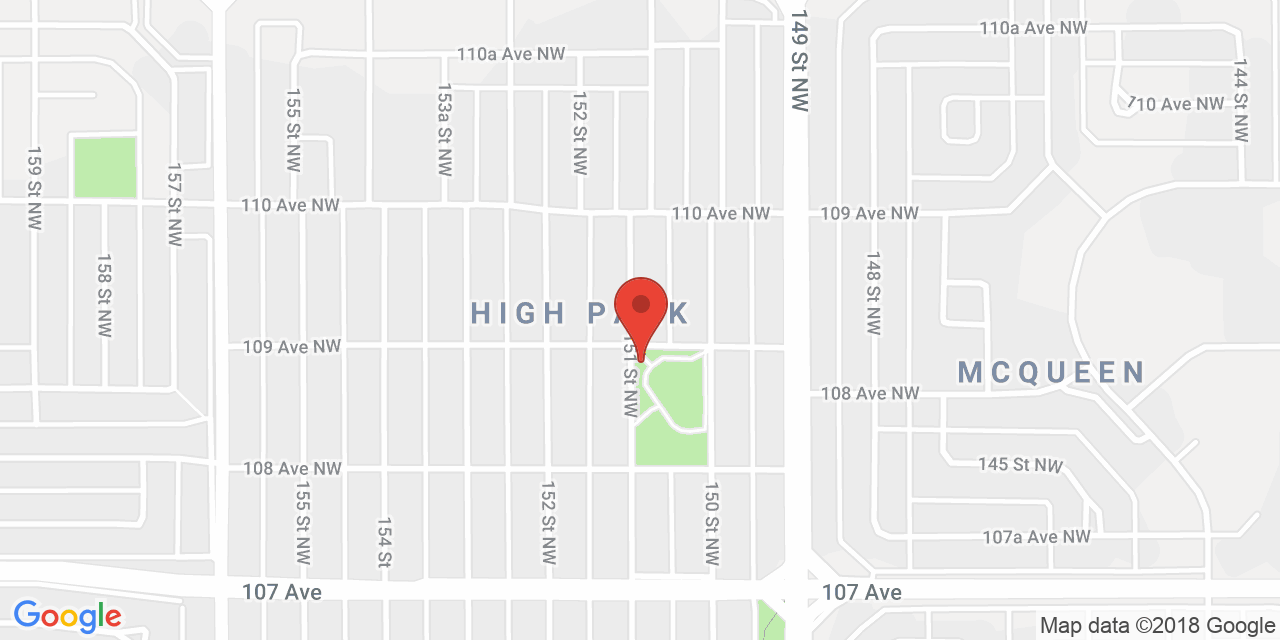 110a Ave NW
149 St NW
110a Ave NW
144 St NW
155 St NW
153a St NW
152 St NW
710 Ave NW
159 St NW
157 St NW
110 Ave NW
110 Ave NW
109 Ave NW
158 St NW
148 St NW
HIGH PARK
109 Ave NW
151 St NW
MCQUEEN
108 Ave NW
108 Ave NW
145 St NW
155 St NW
152 St NW
150 St NW
154 St
107a Ave NW
107 Ave
107 Ave
Google
Map data ©2018 Google